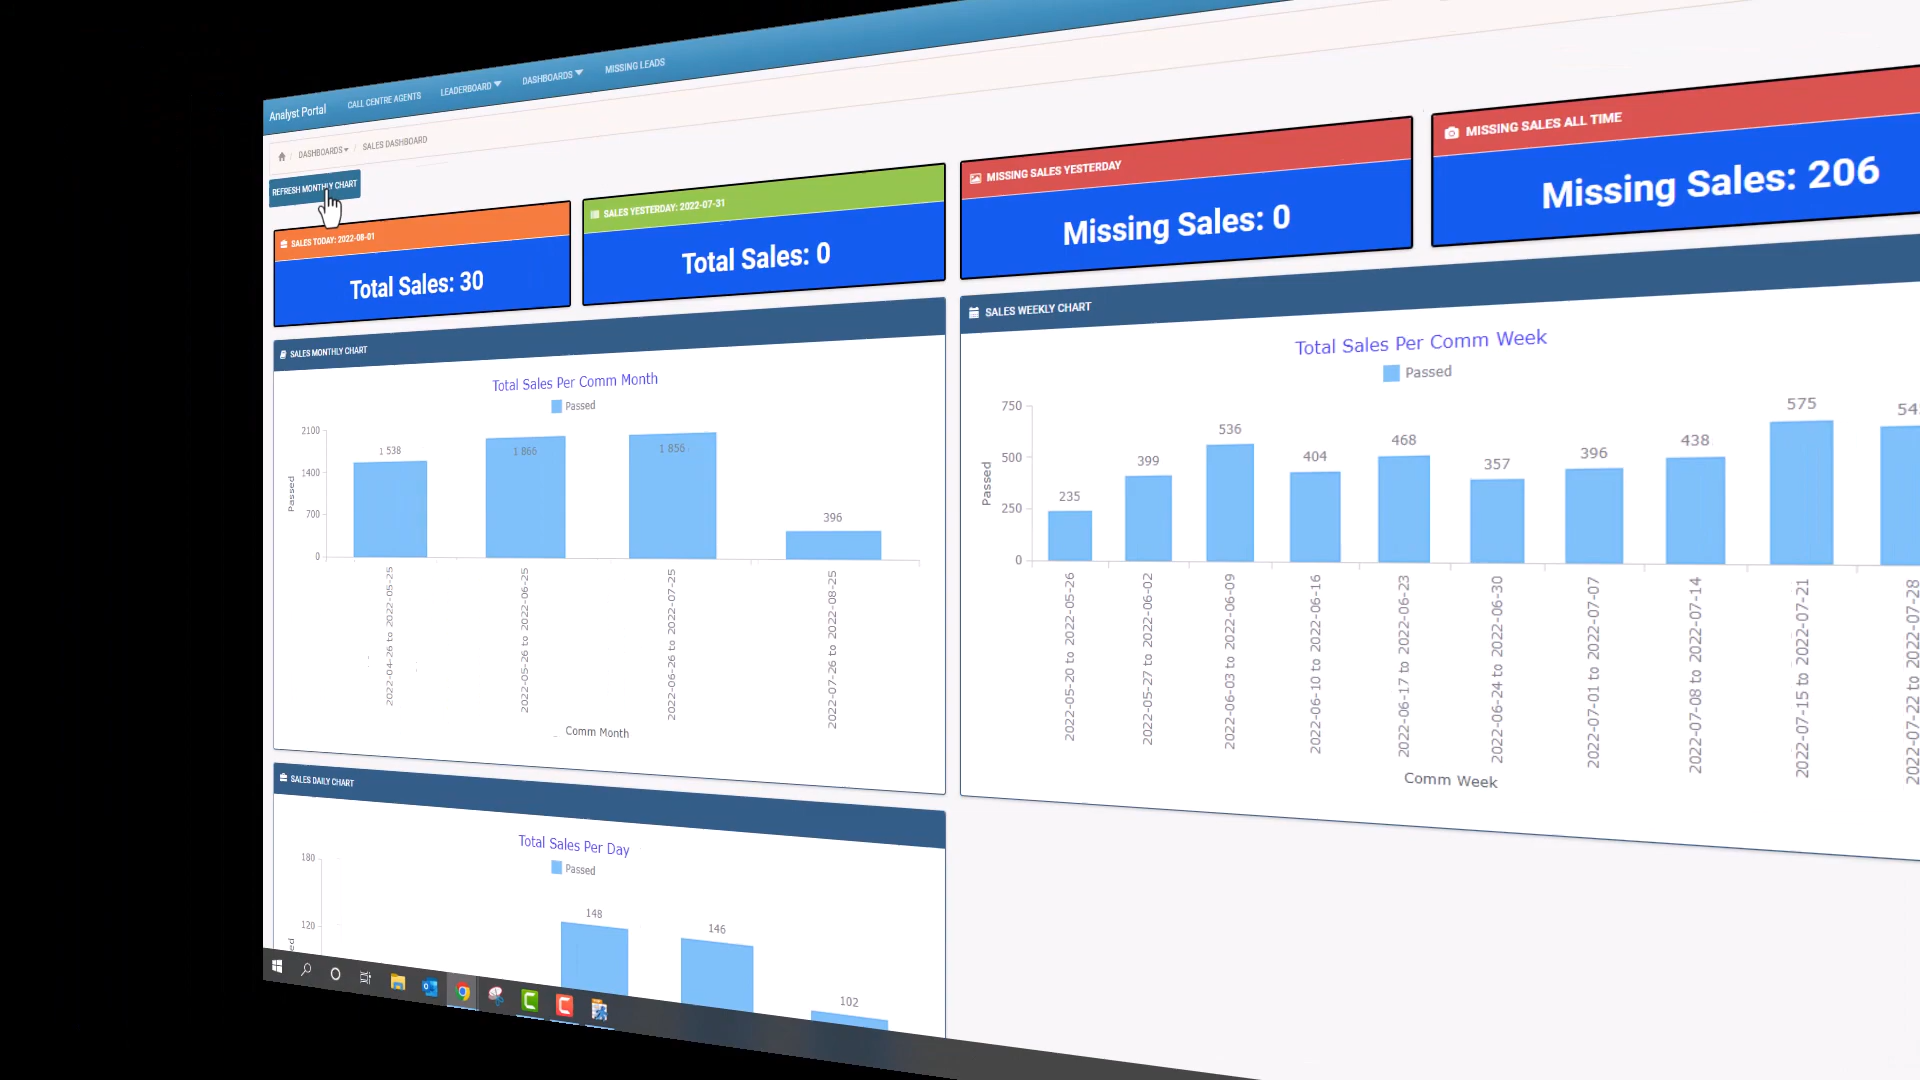 Analyst Portal
CALL CENTRE AGENTS
LEADERBOARD
DASHBOARDS
MISSING LEADS
DASHBOARDS / SALES DASHBOARD
REFRESH MONTHLY CHART
SALES TODAY: 2022-08-01
Total Sales: 30
SALES YESTERDAY: 2022-07-31
Total Sales: 0
MISSING SALES YESTERDAY
Missing Sales: 0
MISSING SALES ALL TIME
Missing Sales: 206
SALES MONTHLY CHART
Total Sales Per Comm Month
Passed
2100
1400
700
0
Passed
1 538
1 866
1 856
396
2022-04-26 to 2022-05-25
2022-05-26 to 2022-06-25
2022-06-26 to 2022-07-25
2022-07-26 to 2022-08-25
Comm Month
SALES WEEKLY CHART
Total Sales Per Comm Week
Passed
750
500
250
0
Passed
235
399
536
404
468
357
396
438
575
2022-05-20 to 2022-05-26
2022-05-27 to 2022-06-02
2022-06-03 to 2022-06-09
2022-06-10 to 2022-06-16
2022-06-17 to 2022-06-23
2022-06-24 to 2022-06-30
2022-07-01 to 2022-07-07
2022-07-08 to 2022-07-14
2022-07-15 to 2022-07-21
2022-07-22 to 2022-07-28
Comm Week
SALES DAILY CHART
Total Sales Per Day
Passed
180
120
148
146
102